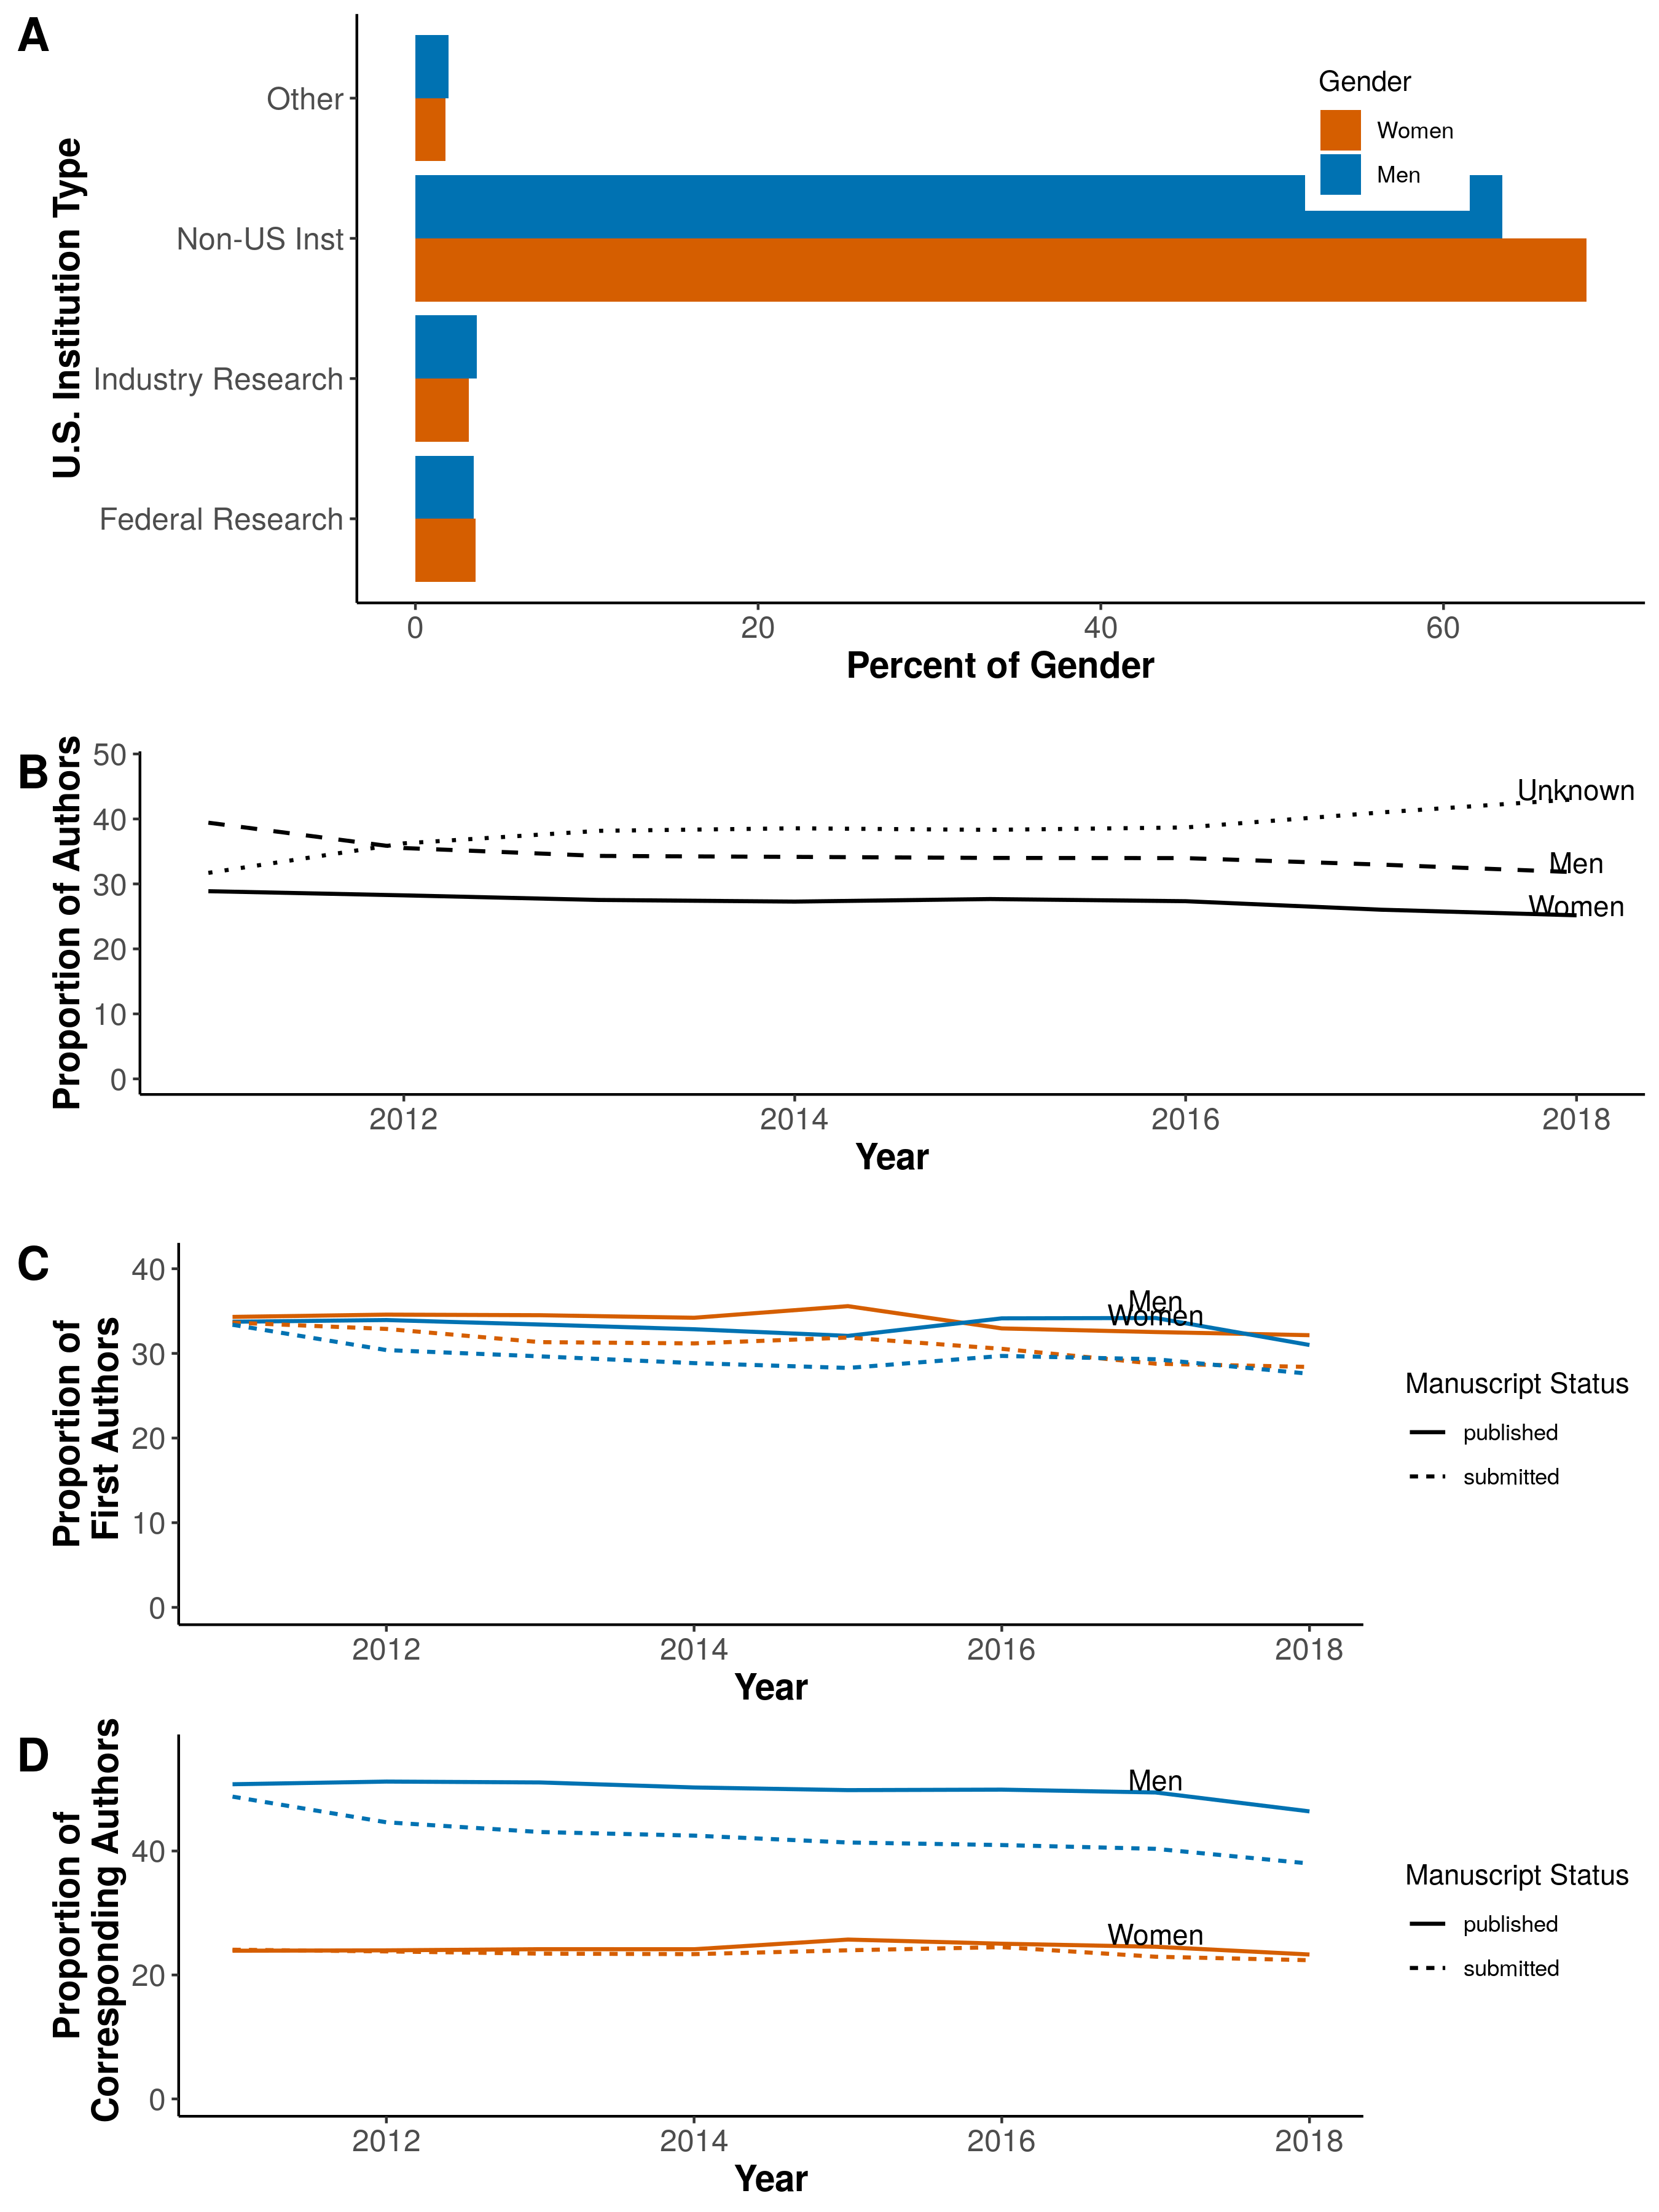 A
U.S. Institution Type
Other
Non-US Inst
Industry Research
Federal Research
Gender
Women
Men
0 20 40 60
Percent of Gender
B
Proportion of Authors
50
40
30
20
10
0
Unknown
Men
Women
2012 2014 2016 2018
Year
C
Proportion of
First Authors
40
30
20
10
0
Men
Women
2012 2014 2016 2018
Year
Manuscript Status
published
submitted
D
Proportion of
Corresponding Authors
40
20
0
Men
Women
2012 2014 2016 2018
Year
Manuscript Status
published
submitted